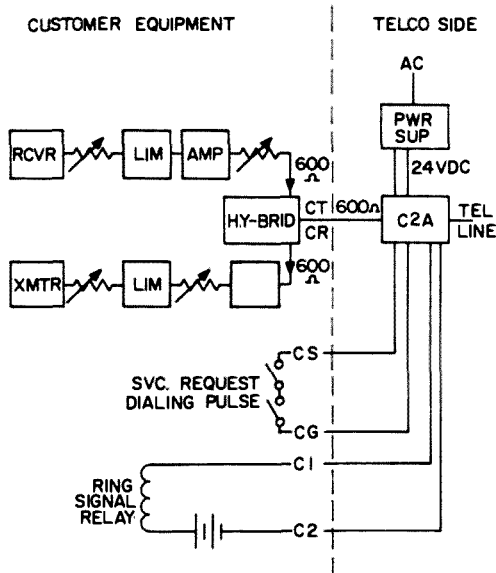 CUSTOMER EQUIPMENT
TELCO SIDE
AC
PWR
SUP
24VDC
RCVR
LIM
AMP
600
Ω
HY-BRID
CT
CR
600Ω
C2A
TEL
LINE
600
Ω
XMTR
LIM
CS
SVC. REQUEST
DIALING PULSE
CG
C1
RING
SIGNAL
RELAY
C2